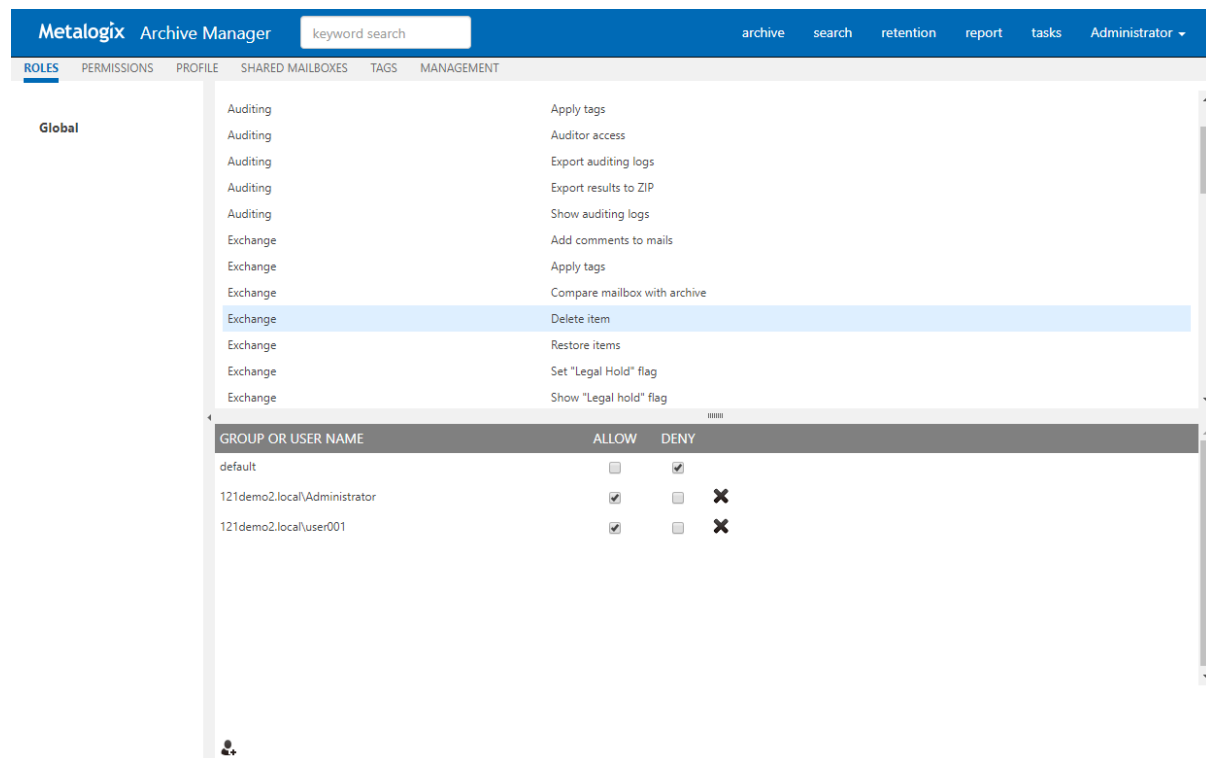 Metalogix Archive Manager keyword search archive search retention report tasks Administrator
ROLES PERMISSIONS PROFILE SHARED MAILBOXES TAGS MANAGEMENT
Global
Auditing Apply tags
Auditing Auditor access
Auditing Export auditing logs
Auditing Export results to ZIP
Auditing Show auditing logs
Exchange Add comments to mails
Exchange Apply tags
Exchange Compare mailbox with archive
Exchange Delete item
Exchange Restore items
Exchange Set "Legal Hold" flag
Exchange Show "Legal hold" flag
GROUP OR USER NAME ALLOW DENY
default
121demo2.local\Administrator
121demo2.local\user001